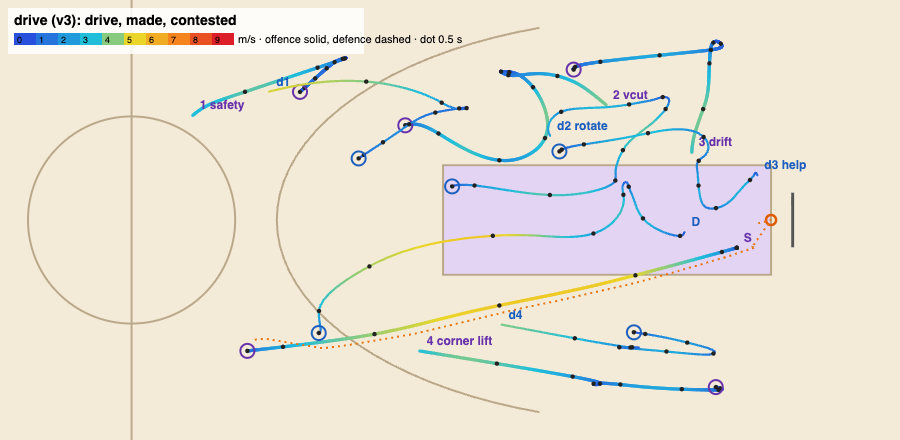 drive (v3): drive, made, contested
0 1 2 3 4 5 6 7 8 9 m/s · offence solid, defence dashed · dot 0.5 s
d1
1 safety
2 vcut
d2 rotate
3 drift
d3 help
D
S
d4
4 corner lift